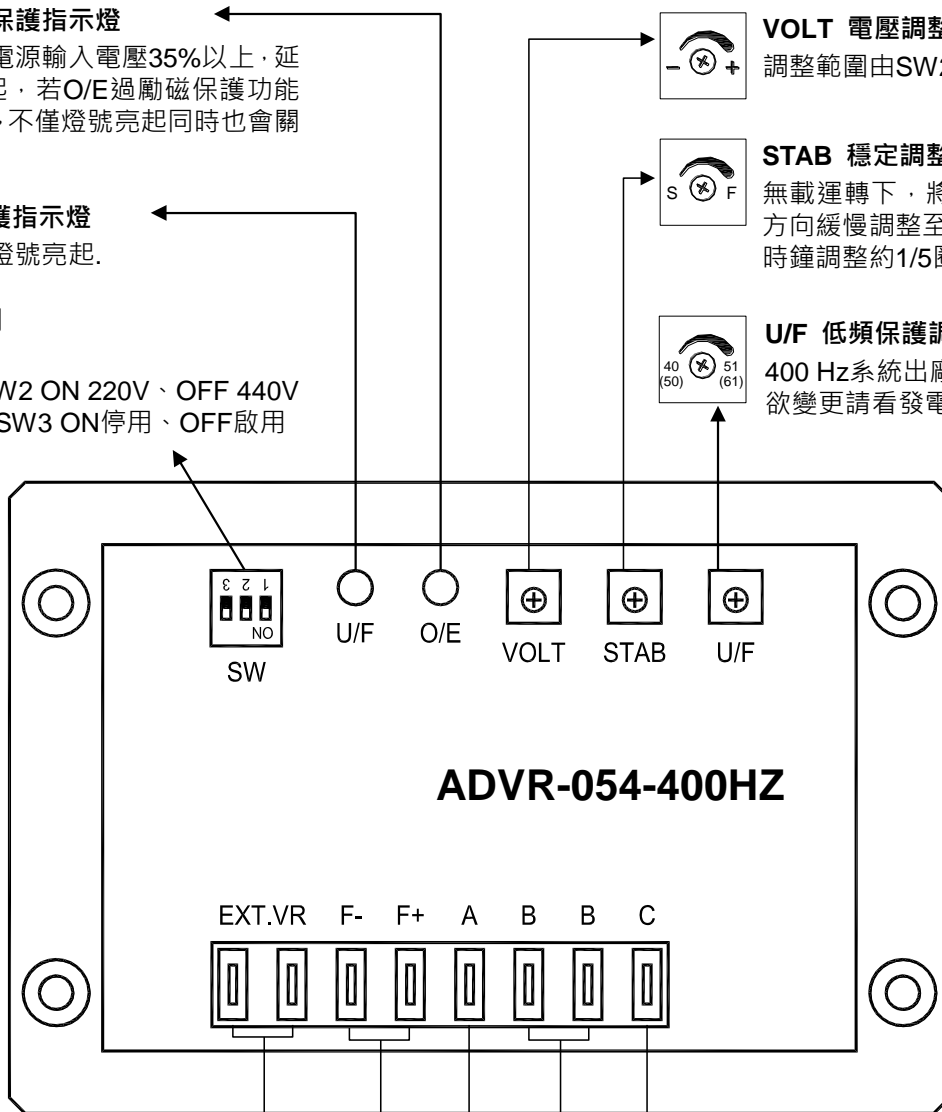 保護指示燈
電源輸入電壓35%以上，延
起，若O/E過勵磁保護功能
，不僅燈號亮起同時也會關
護指示燈
燈號亮起.
W2 ON 220V、OFF 440V
SW3 ON停用、OFF啟用
VOLT 電壓調整
調整範圍由SW2
- +
STAB 穩定調整
無載運轉下，將
方向緩慢調整至
時鐘調整約1/5圈
S F
U/F 低頻保護調
400 Hz系統出廠
欲變更請看發電
40 51
(50) (61)
3 2 1
NO
SW
U/F
O/E
VOLT
STAB
U/F
ADVR-054-400HZ
EXT.VR F- F+ A B B C